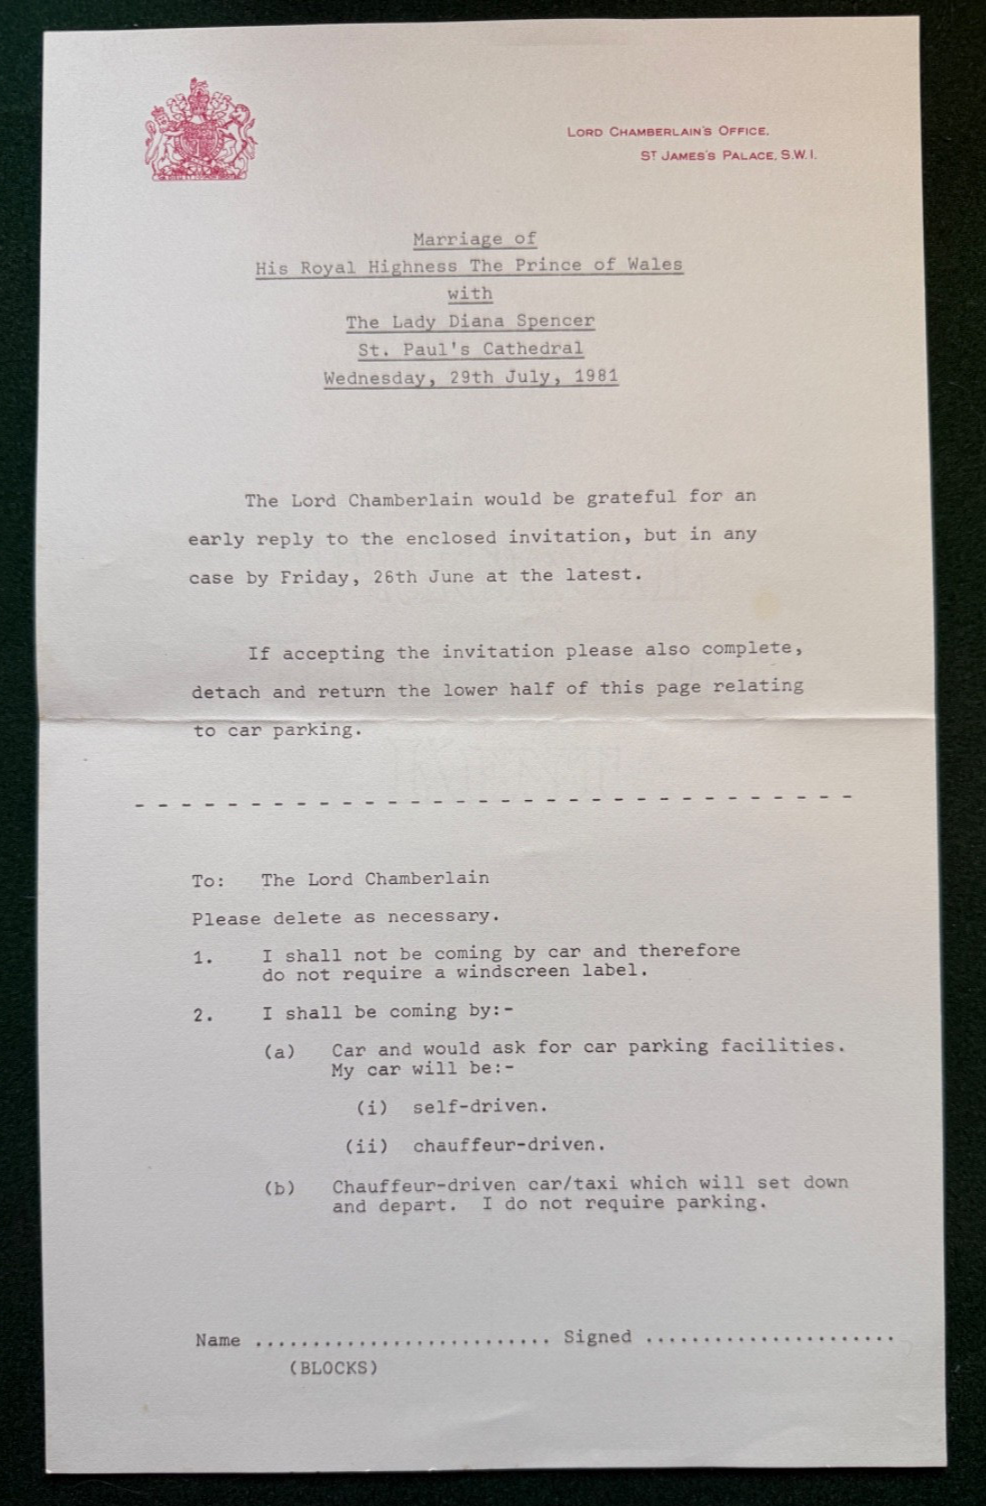 LORD CHAMBERLAIN'S OFFICE,
ST JAMES'S PALACE, S.W.1.
Marriage of
His Royal Highness The Prince of Wales
with
The Lady Diana Spencer
St. Paul's Cathedral
Wednesday, 29th July, 1981
The Lord Chamberlain would be grateful for an
early reply to the enclosed invitation, but in any
case by Friday, 26th June at the latest.
If accepting the invitation please also complete,
detach and return the lower half of this page relating
to car parking.
To: The Lord Chamberlain
Please delete as necessary.
1. I shall not be coming by car and therefore
do not require a windscreen label.
2. I shall be coming by:-
(a) Car and would ask for car parking facilities.
My car will be:-
(i) self-driven.
(ii) chauffeur-driven.
(b) Chauffeur-driven car/taxi which will set down
and depart. I do not require parking.
Name .......................... Signed ......................
(BLOCKS)